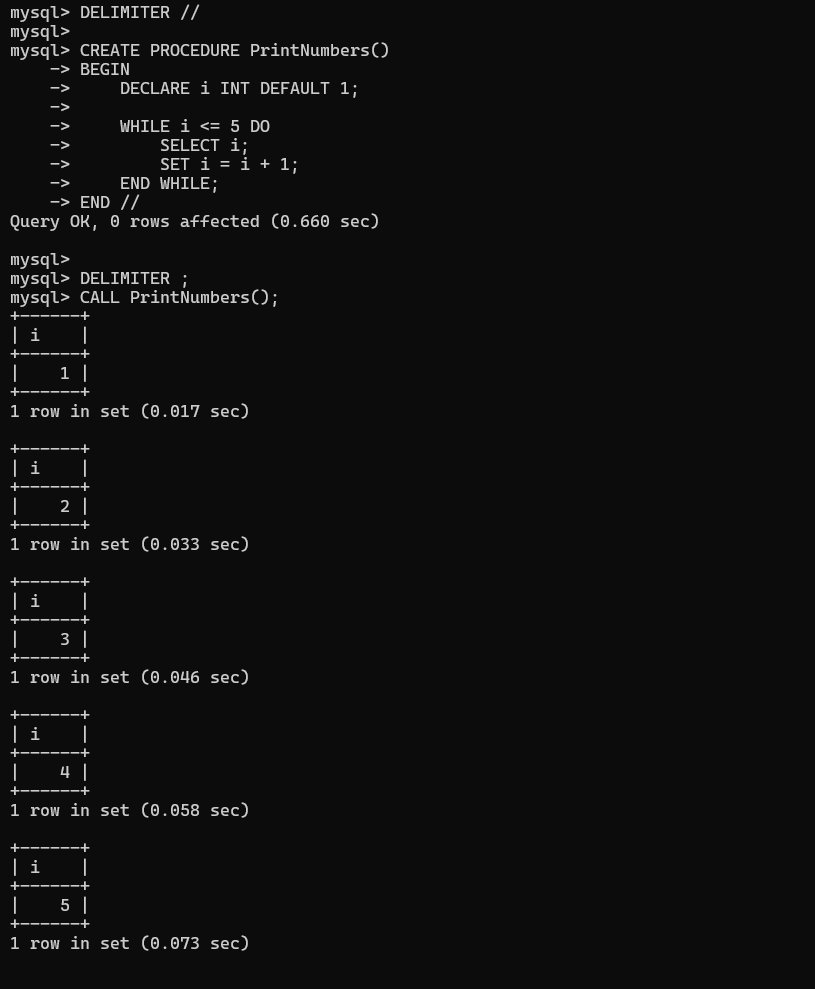 mysql> DELIMITER //
mysql>
mysql> CREATE PROCEDURE PrintNumbers()
    -> BEGIN
    ->     DECLARE i INT DEFAULT 1;
    ->
    ->     WHILE i <= 5 DO
    ->         SELECT i;
    ->         SET i = i + 1;
    ->     END WHILE;
    -> END //
Query OK, 0 rows affected (0.660 sec)

mysql>
mysql> DELIMITER ;
mysql> CALL PrintNumbers();
+------+
| i    |
+------+
|    1 |
+------+
1 row in set (0.017 sec)

+------+
| i    |
+------+
|    2 |
+------+
1 row in set (0.033 sec)

+------+
| i    |
+------+
|    3 |
+------+
1 row in set (0.046 sec)

+------+
| i    |
+------+
|    4 |
+------+
1 row in set (0.058 sec)

+------+
| i    |
+------+
|    5 |
+------+
1 row in set (0.073 sec)